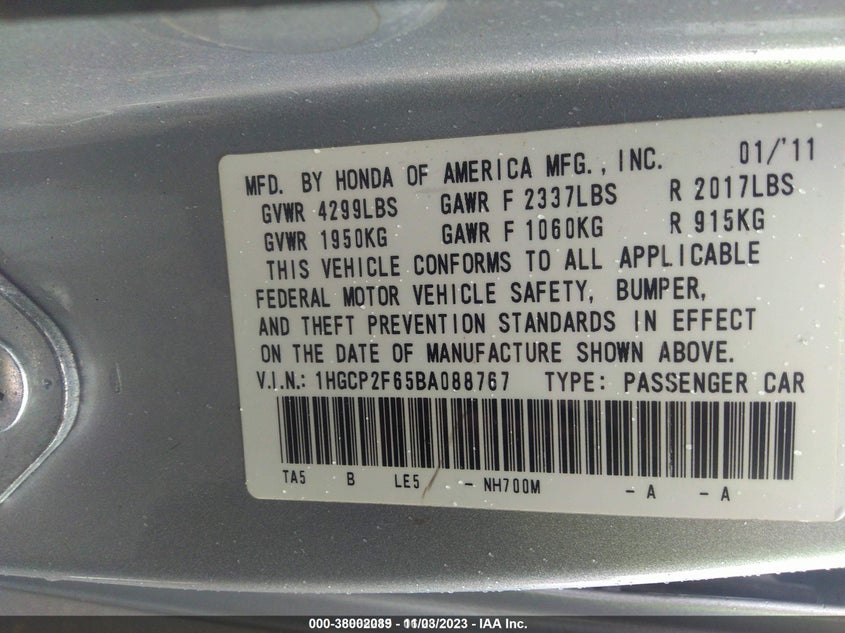 MFD. BY HONDA OF AMERICA MFG., INC. 01/'11
GVWR 4299LBS GAWR F 2337LBS R 2017LBS
GVWR 1950KG GAWR F 1060KG R 915KG
THIS VEHICLE CONFORMS TO ALL APPLICABLE
FEDERAL MOTOR VEHICLE SAFETY, BUMPER,
AND THEFT PREVENTION STANDARDS IN EFFECT
ON THE DATE OF MANUFACTURE SHOWN ABOVE.
V.I.N.: 1HGCP2F65BA088767 TYPE: PASSENGER CAR
TA5 B LE5 - NH700M - A - A
- IAA Inc.